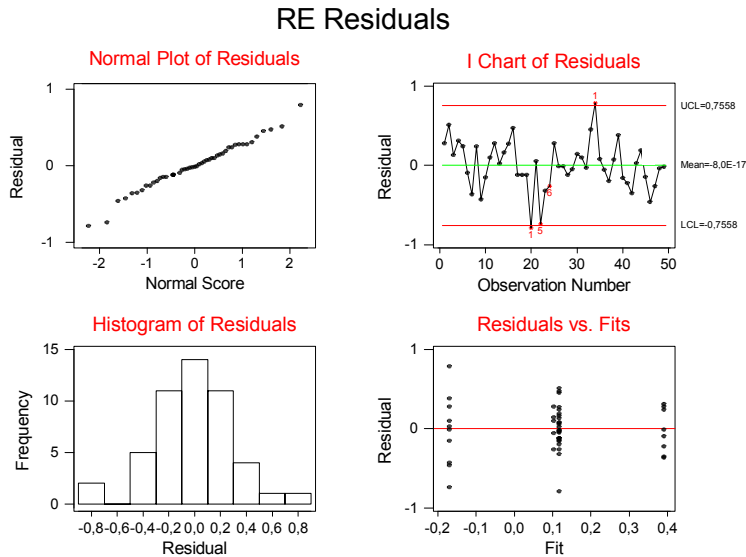 RE Residuals
Normal Plot of Residuals
1
0
-1
Residual
-2 -1 0 1 2
Normal Score
I Chart of Residuals
1
0
-1
Residual
1
1
5
6
UCL=0,7558
Mean=-8,0E-17
LCL=-0,7558
0 10 20 30 40 50
Observation Number
Histogram of Residuals
15
10
5
0
Frequency
-0,8 -0,6 -0,4 -0,2 0,0 0,2 0,4 0,6 0,8
Residual
Residuals vs. Fits
1
0
-1
Residual
-0,2 -0,1 0,0 0,1 0,2 0,3 0,4
Fit